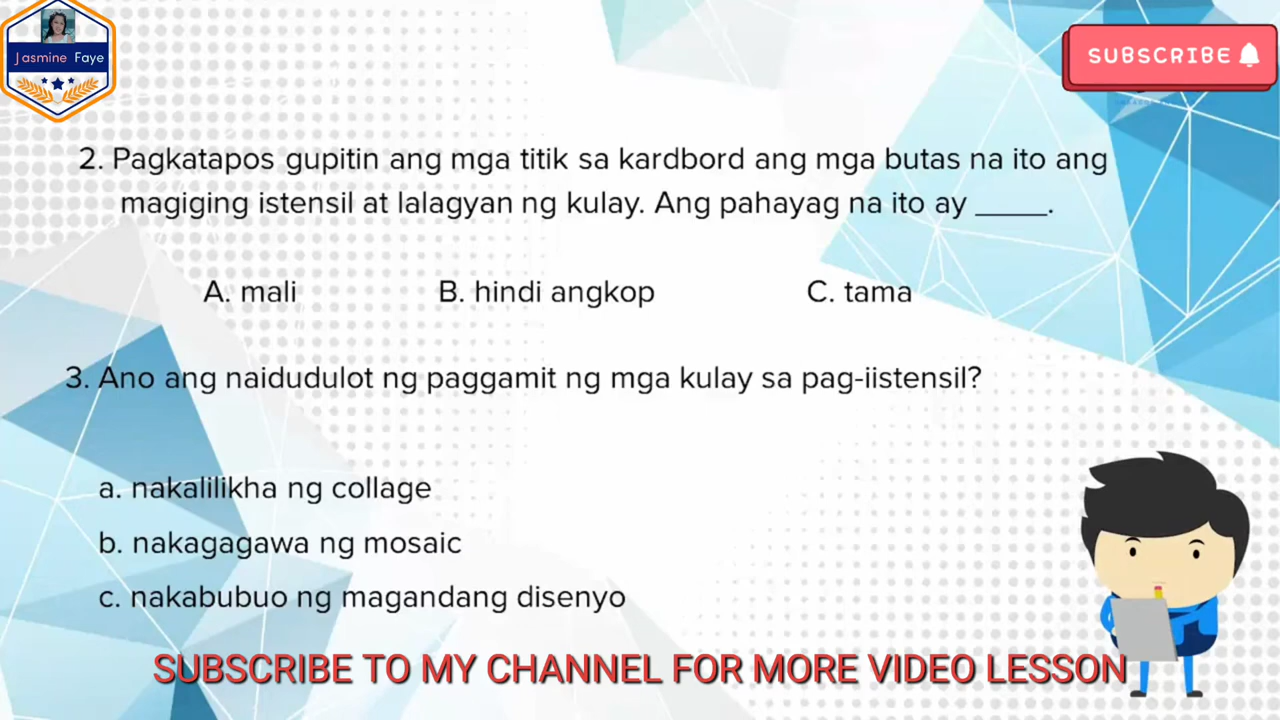 Jasmine Faye
SUBSCRIBE
2. Pagkatapos gupitin ang mga titik sa kardbord ang mga butas na ito ang
magiging istensil at lalagyan ng kulay. Ang pahayag na ito ay _____.
A. mali B. hindi angkop C. tama
3. Ano ang naidudulot ng paggamit ng mga kulay sa pag-iistensil?
a. nakalilikha ng collage
b. nakagagawa ng mosaic
c. nakabubuo ng magandang disenyo
SUBSCRIBE TO MY CHANNEL FOR MORE VIDEO LESSON